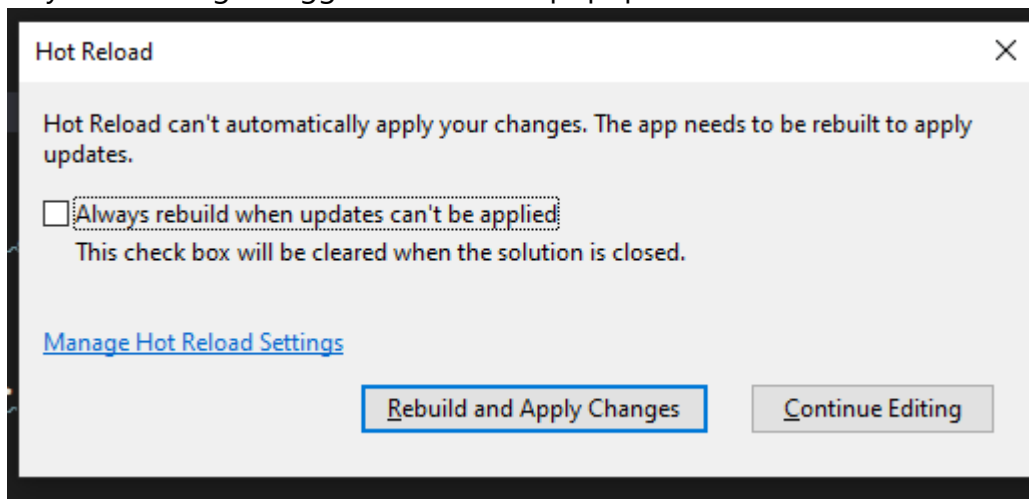 Hot Reload
Hot Reload can't automatically apply your changes. The app needs to be rebuilt to apply
updates.
Always rebuild when updates can't be applied
This check box will be cleared when the solution is closed.
Manage Hot Reload Settings
Rebuild and Apply Changes
Continue Editing